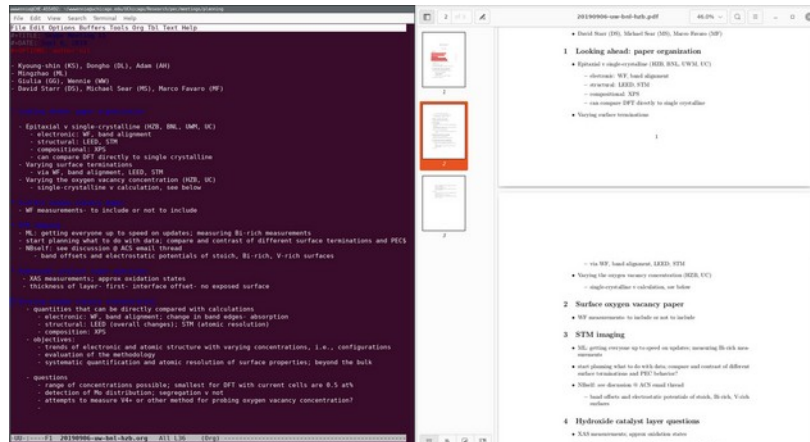 File Edit View Search Terminal Help
File Edit Options Buffers Tools Org Tbl Text Help
- Kyoung-shin (KS), Dongho (DL), Adam (AH)
- Mingzhao (ML)
- Giulia (GG), Wennie (WW)
- David Starr (DS), Michael Sear (MS), Marco Favaro (MF)
- Epitaxial v single-crystalline (HZB, BNL, UWM, UC)
- electronic: WF, band alignment
- structural: LEED, STM
- compositional: XPS
- can compare DFT directly to single crystalline
- Varying surface terminations
- via WF, band alignment, LEED, STM
- Varying the oxygen vacancy concentration (HZB, UC)
- single-crystalline v calculation, see below
- WF measurements- to include or not to include
- ML: getting everyone up to speed on updates; measuring Bi-rich measurements
- start planning what to do with data; compare and contrast of different surface terminations and PEC$
- NBself: see discussion @ ACS email thread
- band offsets and electrostatic potentials of stoich, Bi-rich, V-rich surfaces
- XAS measurements; approx oxidation states
- thickness of layer- first- interface offset- no exposed surface
- quantities that can be directly compared with calculations
- electronic: WF, band alignment; change in band edges- absorption
- structural: LEED (overall changes); STM (atomic resolution)
- composition: XPS
- objectives:
- trends of electronic and atomic structure with varying concentrations, i.e., configurations
- evaluation of the methodology
- systematic quantification and atomic resolution of surface properties; beyond the bulk
- questions
- range of concentrations possible; smallest for DFT with current cells are 0.5 at%
- detection of Mo distribution; segregation v not
- attempts to measure V4+ or other method for probing oxygen vacancy concentration?
-
-UU-:----F1 20190906-uw-bnl-hzb.org All L36 (Org)
2
20190906-uw-bnl-hzb.pdf
1
2
3
• David Starr (DS), Michael Sear (MS), Marco Favaro (MF)
1 Looking ahead: paper organization
• Epitaxial v single-crystalline (HZB, BNL, UWM, UC)
– electronic: WF, band alignment
– structural: LEED, STM
– compositional: XPS
– can compare DFT directly to single crystalline
• Varying surface terminations
1
– via WF, band alignment, LEED, STM
• Varying the oxygen vacancy concentration (HZB, UC)
– single-crystalline v calculation, see below
2 Surface oxygen vacancy paper
• WF measurements- to include or not to include
3 STM imaging
• ML: getting everyone up to speed on updates; measuring Bi-rich measurements
• start planning what to do with data; compare and contrast of different
surface terminations and PEC behavior?
• NBself: see discussion @ ACS email thread
– band offsets and electrostatic potentials of stoich, Bi-rich, V-rich
surfaces
4 Hydroxide catalyst layer questions
• XAS measurements; approx oxidation states